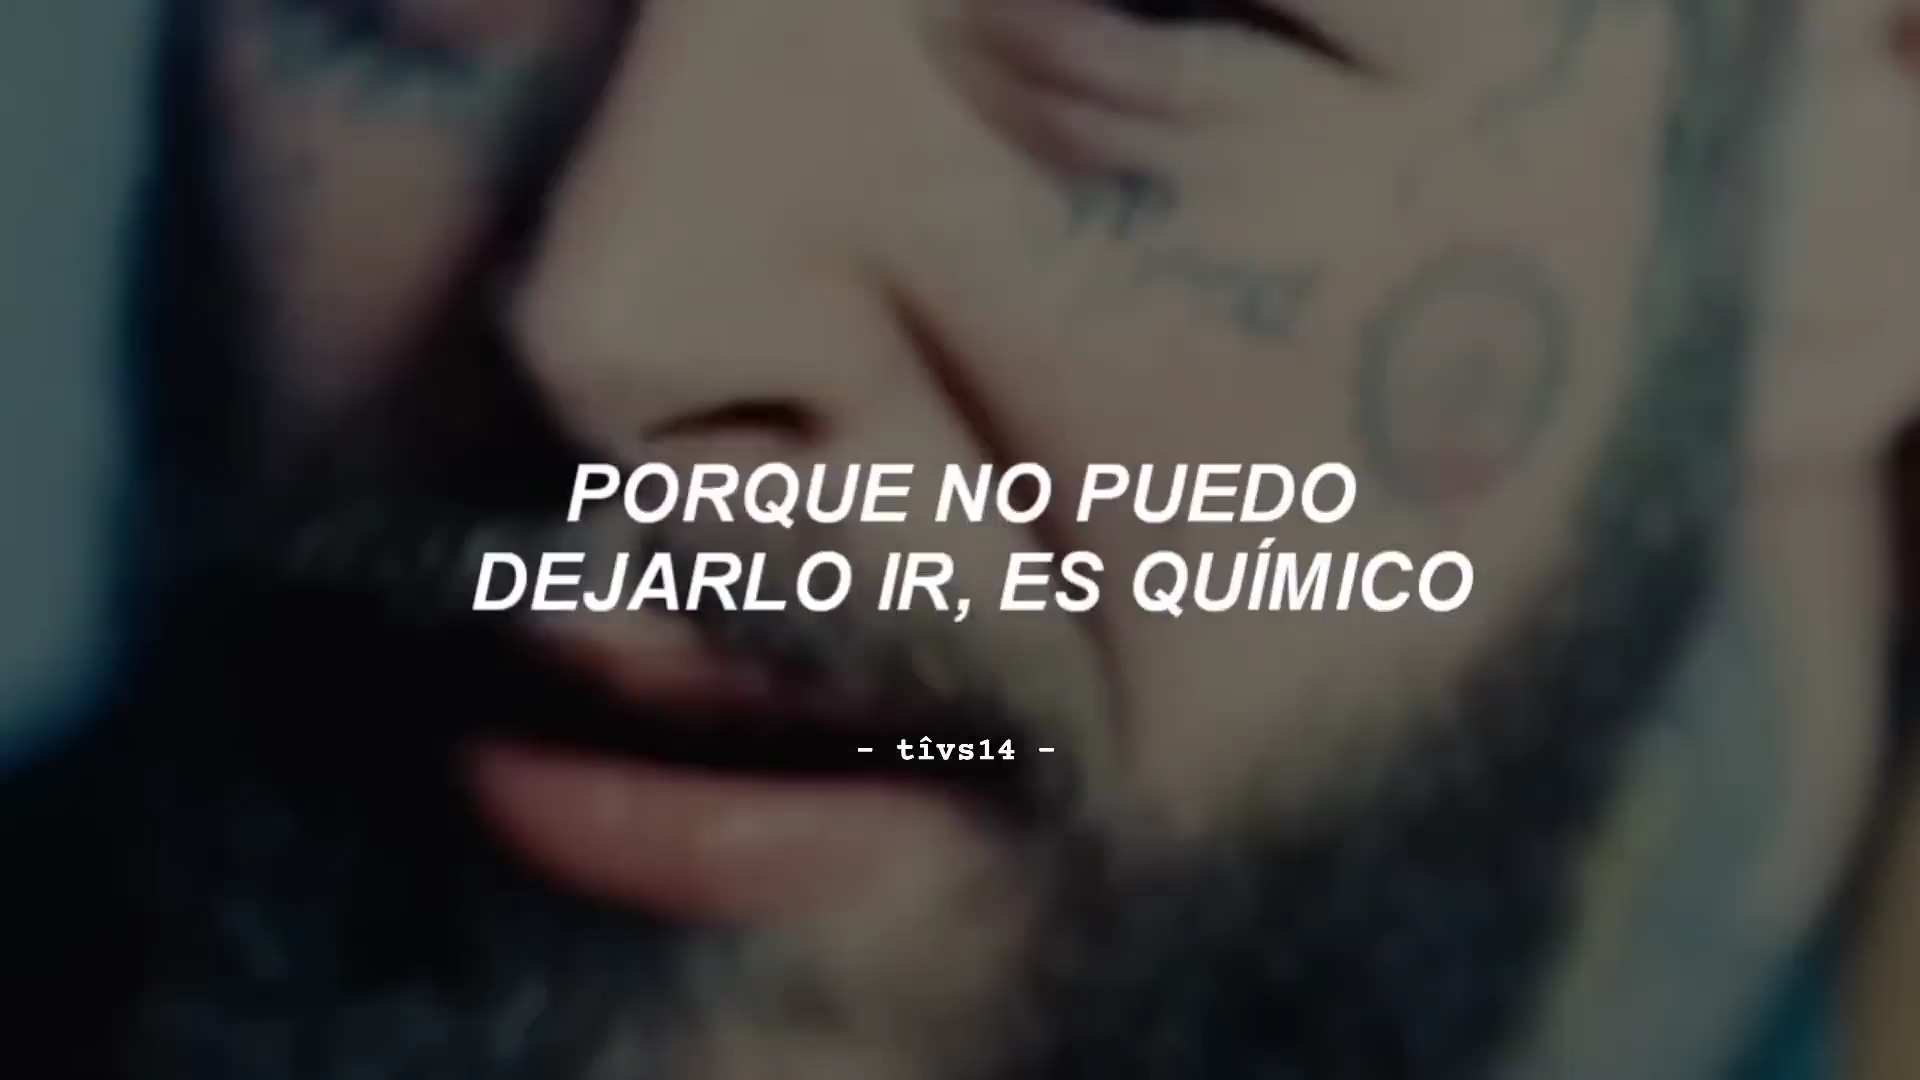 PORQUE NO PUEDO
DEJARLO IR, ES QUÍMICO
- tîvs14 -